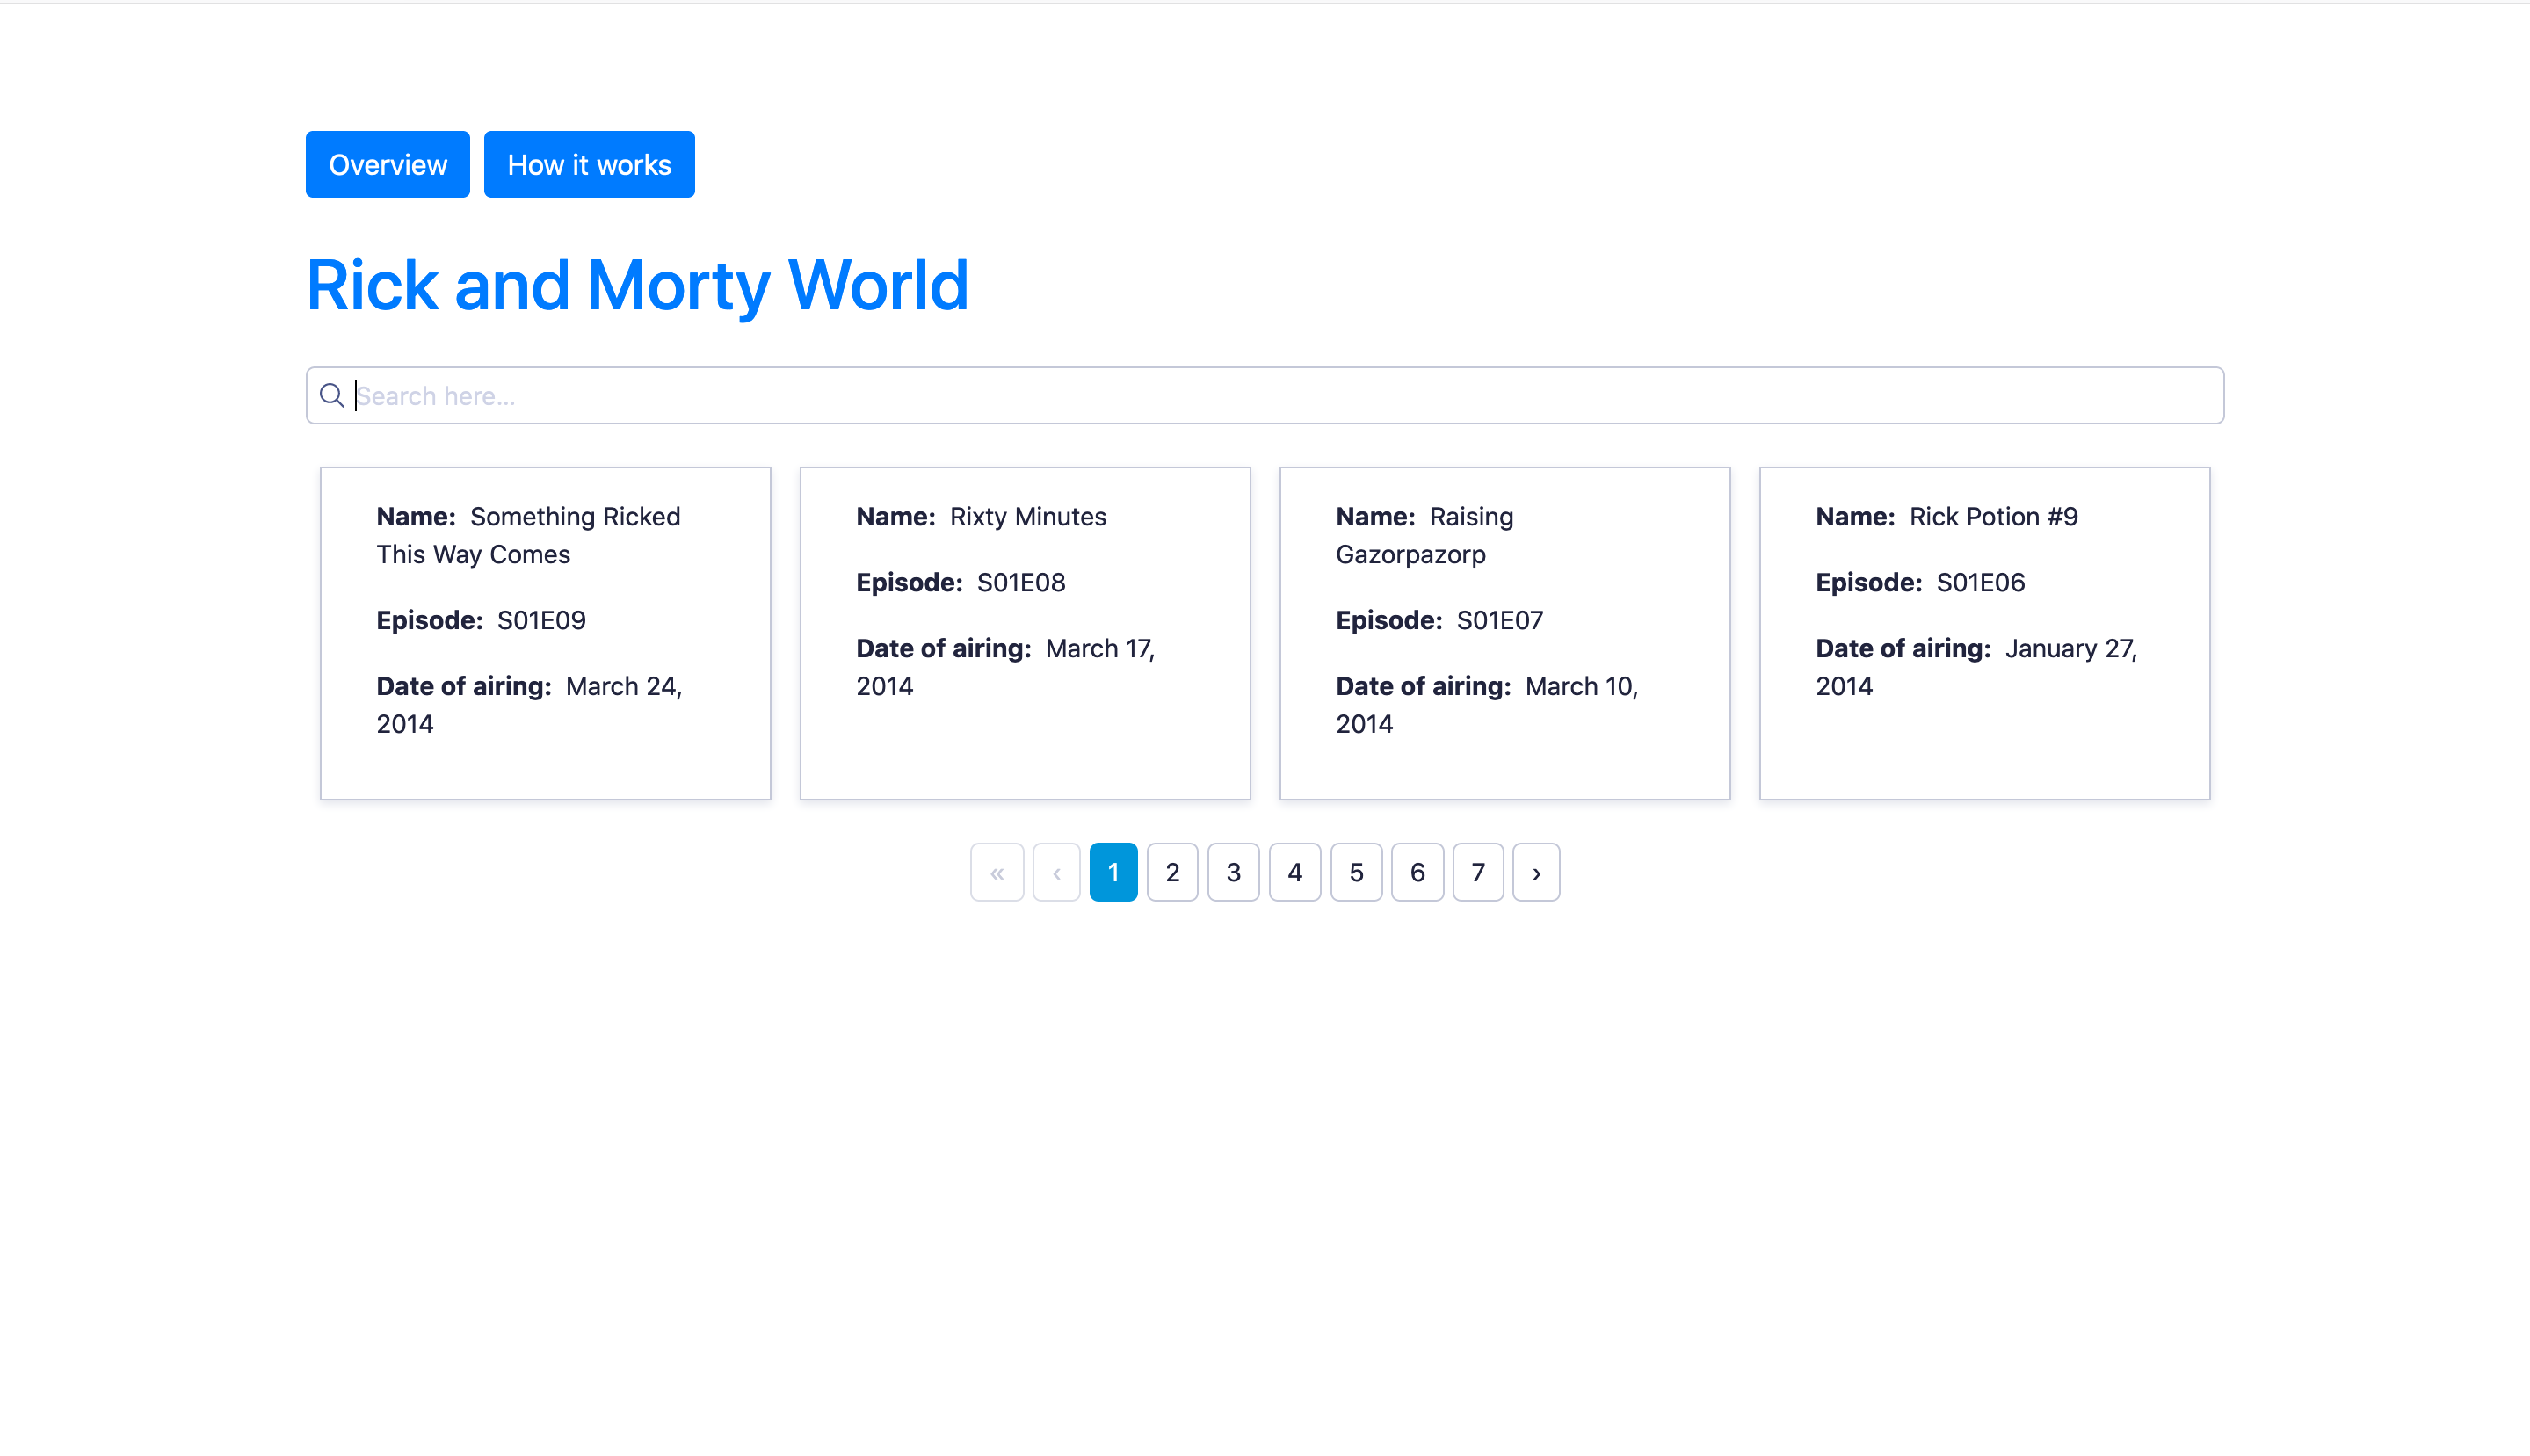 Overview How it works
Rick and Morty World
Search here...
Name: Something Ricked
This Way Comes
Episode: S01E09
Date of airing: March 24,
2014
Name: Rixty Minutes
Episode: S01E08
Date of airing: March 17,
2014
Name: Raising
Gazorpazorp
Episode: S01E07
Date of airing: March 10,
2014
Name: Rick Potion #9
Episode: S01E06
Date of airing: January 27,
2014
« ‹ 1 2 3 4 5 6 7 ›